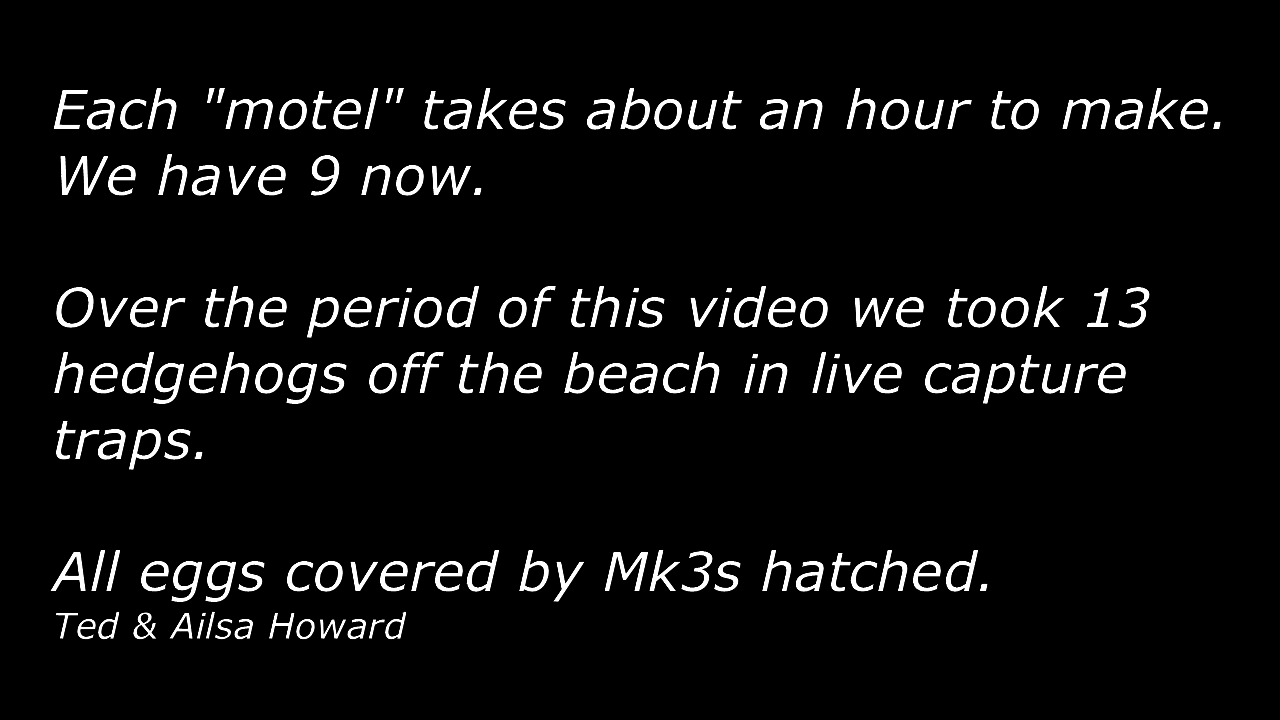 Each "motel" takes about an hour to make.
We have 9 now.
Over the period of this video we took 13
hedgehogs off the beach in live capture
traps.
All eggs covered by Mk3s hatched.
Ted & Ailsa Howard